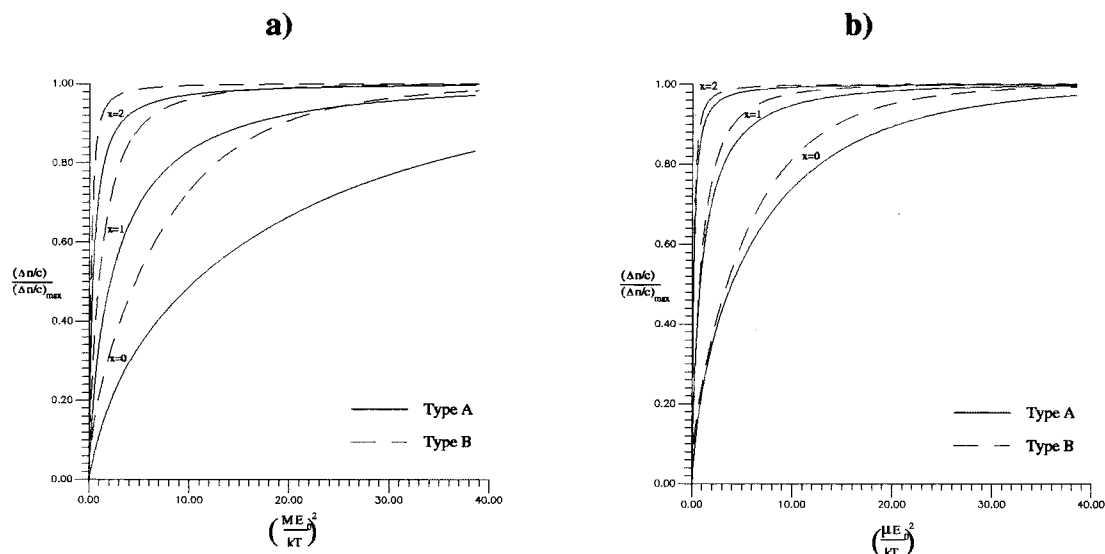 a)
1.00
0.80
0.60
0.40
0.20
0.00
(Δn/c)
(Δn/c)max
x=2
x=1
x=0
Type A
Type B
0.00 10.00 20.00 30.00 40.00
(ME0/kT)²
b)
1.00
0.80
0.60
0.40
0.20
0.00
(Δn/c)
(Δn/c)max
x=2
x=1
x=0
Type A
Type B
0.00 10.00 20.00 30.00 40.00
(μE0/kT)²